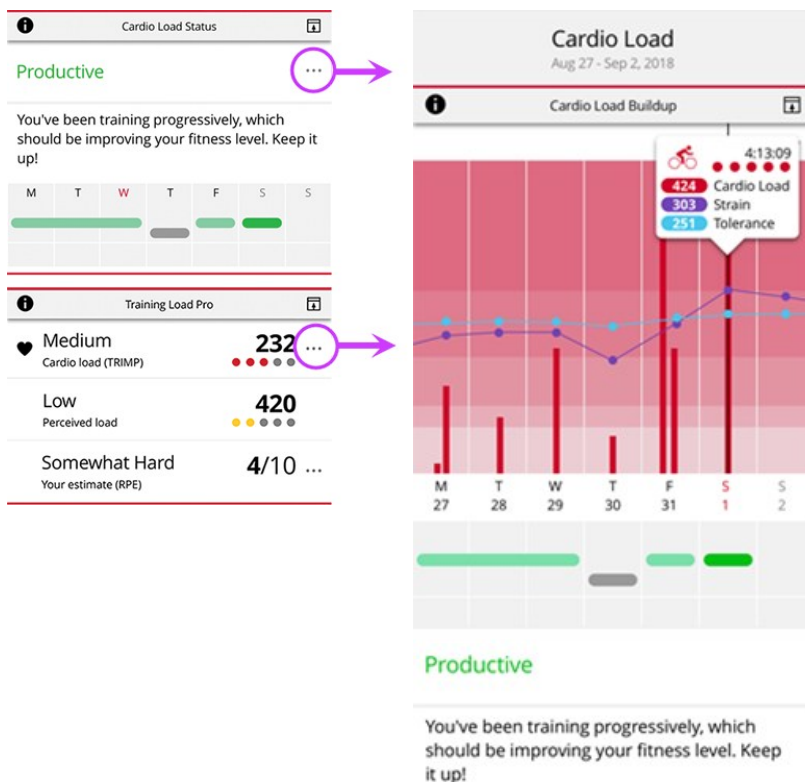 Cardio Load Status
Productive
...
You've been training progressively, which
should be improving your fitness level. Keep it
up!
M T W T F S S
Training Load Pro
Medium 232 ...
Cardio load (TRIMP)
Low 420
Perceived load
Somewhat Hard 4/10 ...
Your estimate (RPE)
Cardio Load
Aug 27 - Sep 2, 2018
Cardio Load Buildup
4:13:09
424 Cardio Load
303 Strain
251 Tolerance
M T W T F S S
27 28 29 30 31 1 2
Productive
You've been training progressively, which
should be improving your fitness level. Keep
it up!